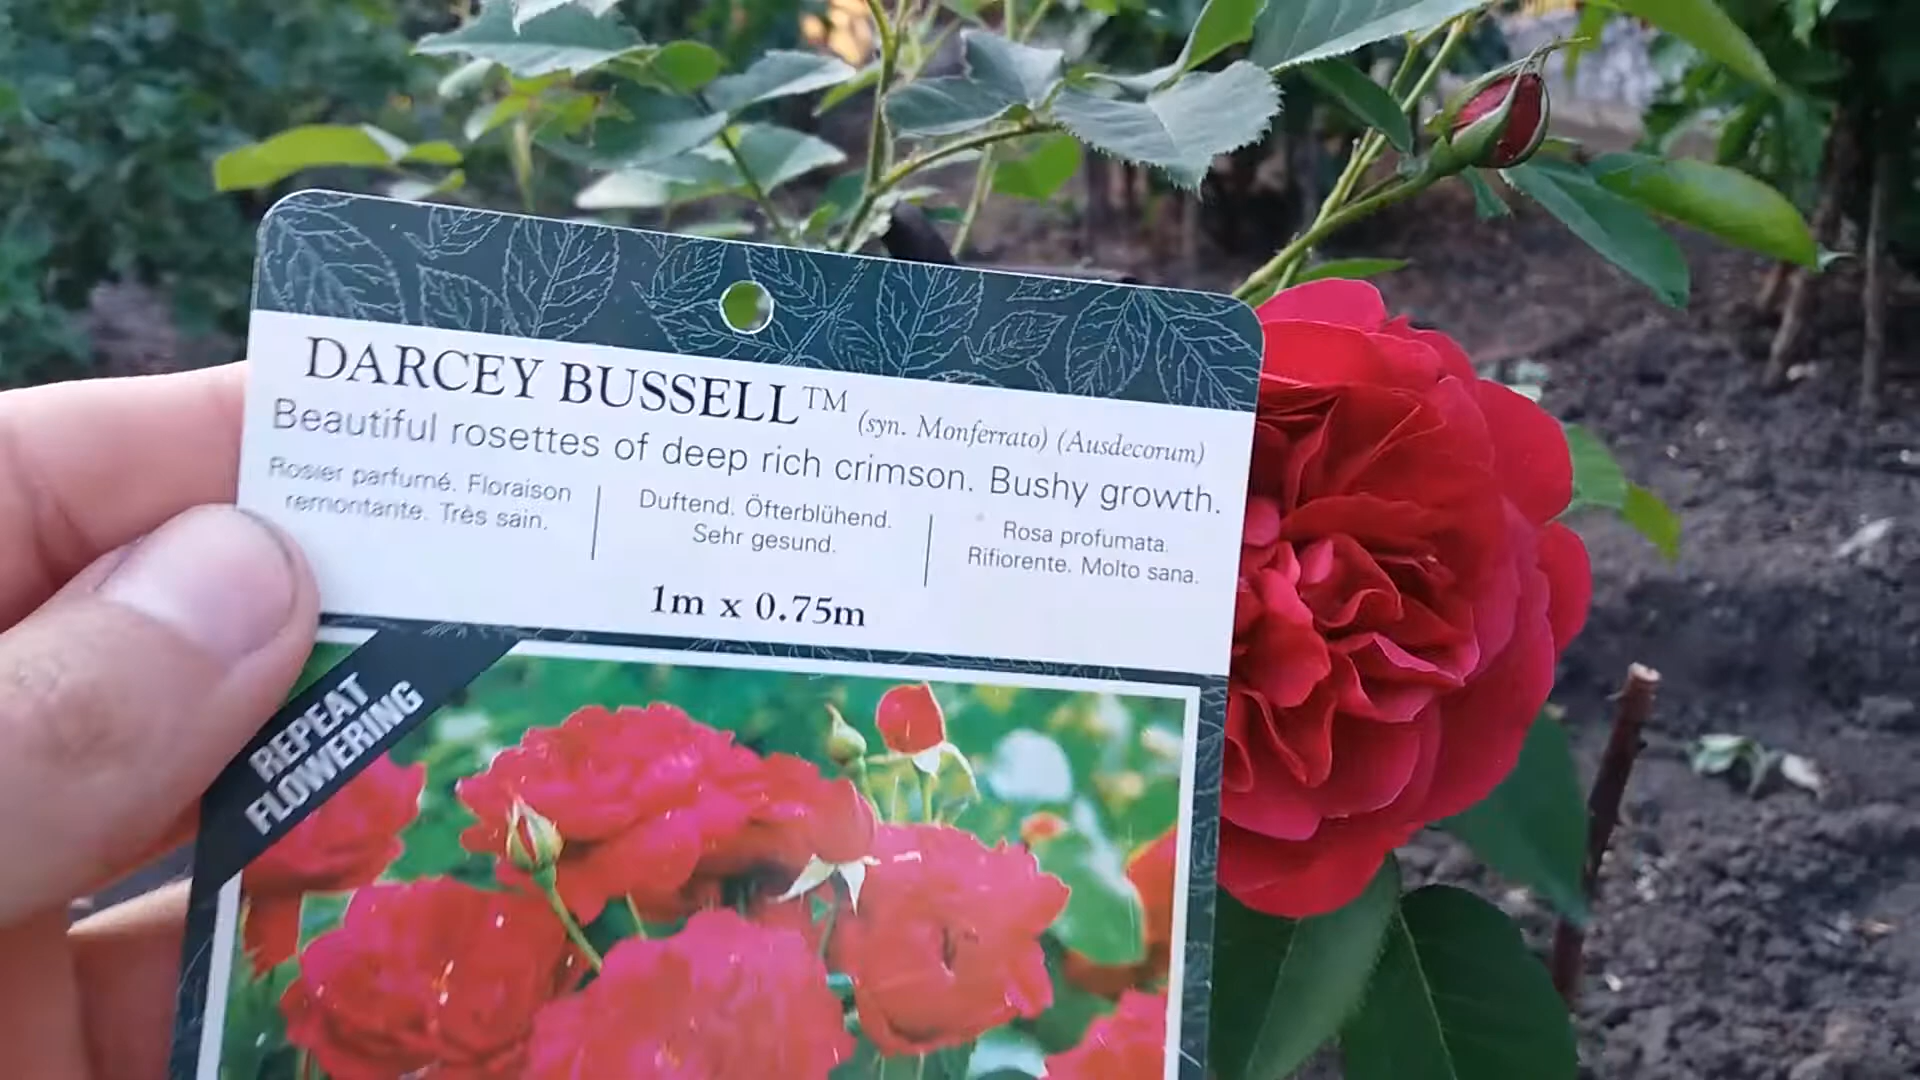 DARCEY BUSSELL™ (syn. Monferrato) (Ausdecorum)
Beautiful rosettes of deep rich crimson. Bushy growth.
Rosier parfumé. Floraison
remontante. Très sain.
Duftend. Öfterblühend.
Sehr gesund.
Rosa profumata.
Rifiorente. Molto sana.
1m x 0.75m
REPEAT
FLOWERING